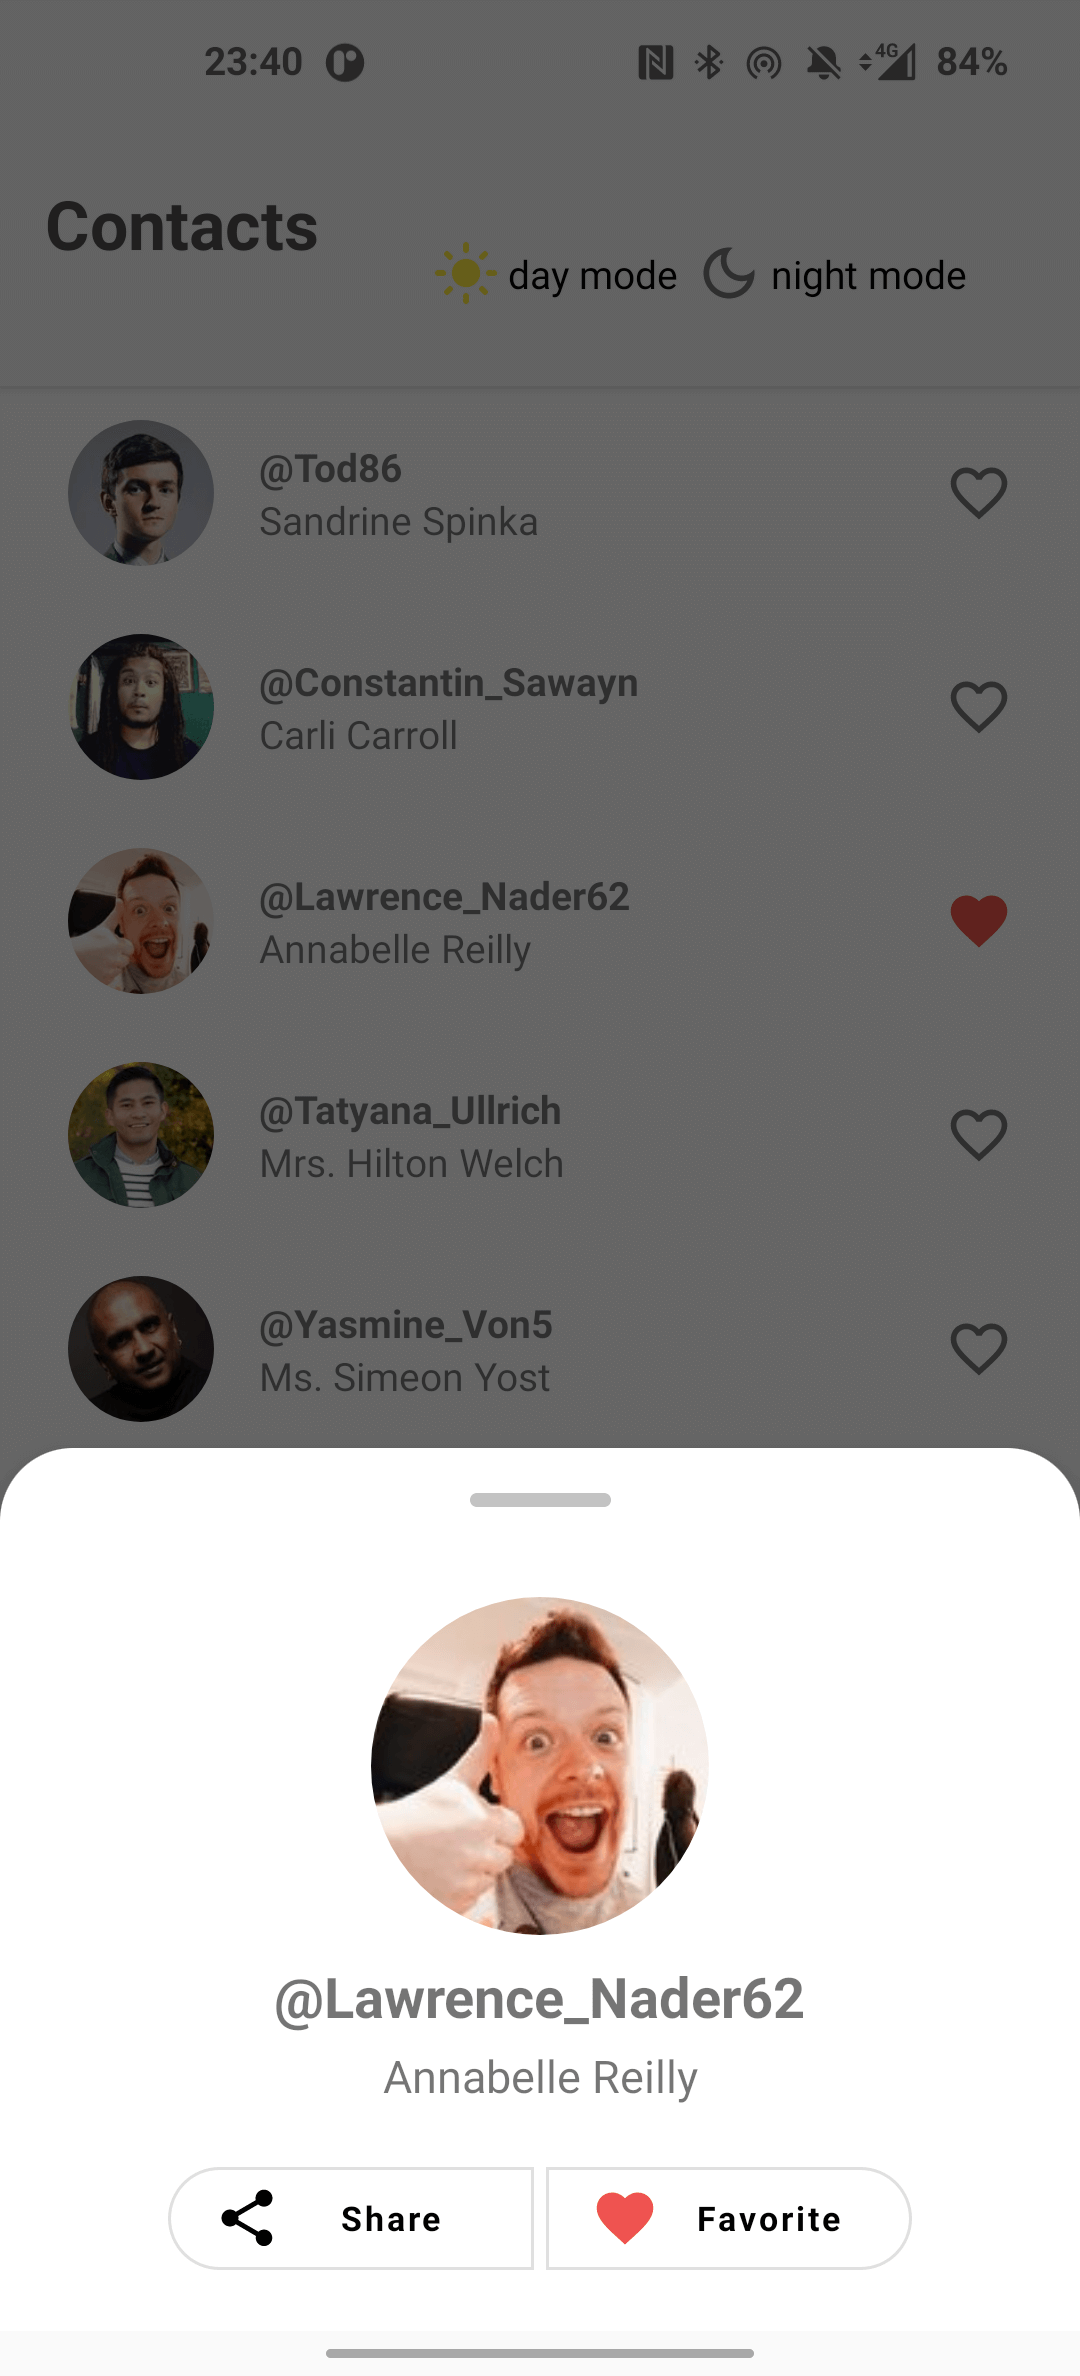 23:40 4G 84%
Contacts
day mode night mode
@Tod86
Sandrine Spinka
@Constantin_Sawayn
Carli Carroll
@Lawrence_Nader62
Annabelle Reilly
@Tatyana_Ullrich
Mrs. Hilton Welch
@Yasmine_Von5
Ms. Simeon Yost
@Lawrence_Nader62
Annabelle Reilly
Share Favorite